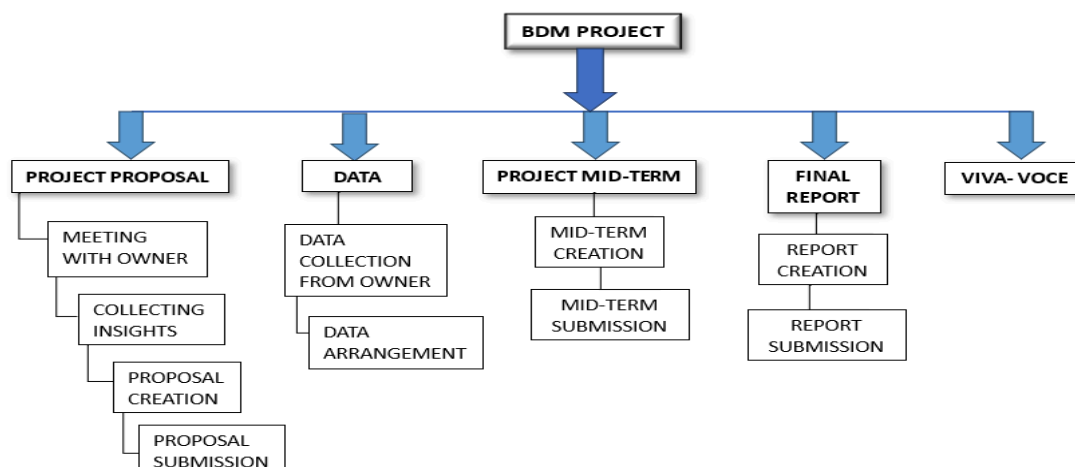 BDM PROJECT
PROJECT PROPOSAL
MEETING
WITH OWNER
COLLECTING
INSIGHTS
PROPOSAL
CREATION
PROPOSAL
SUBMISSION
DATA
DATA
COLLECTION
FROM OWNER
DATA
ARRANGEMENT
PROJECT MID-TERM
MID-TERM
CREATION
MID-TERM
SUBMISSION
FINAL
REPORT
REPORT
CREATION
REPORT
SUBMISSION
VIVA- VOCE